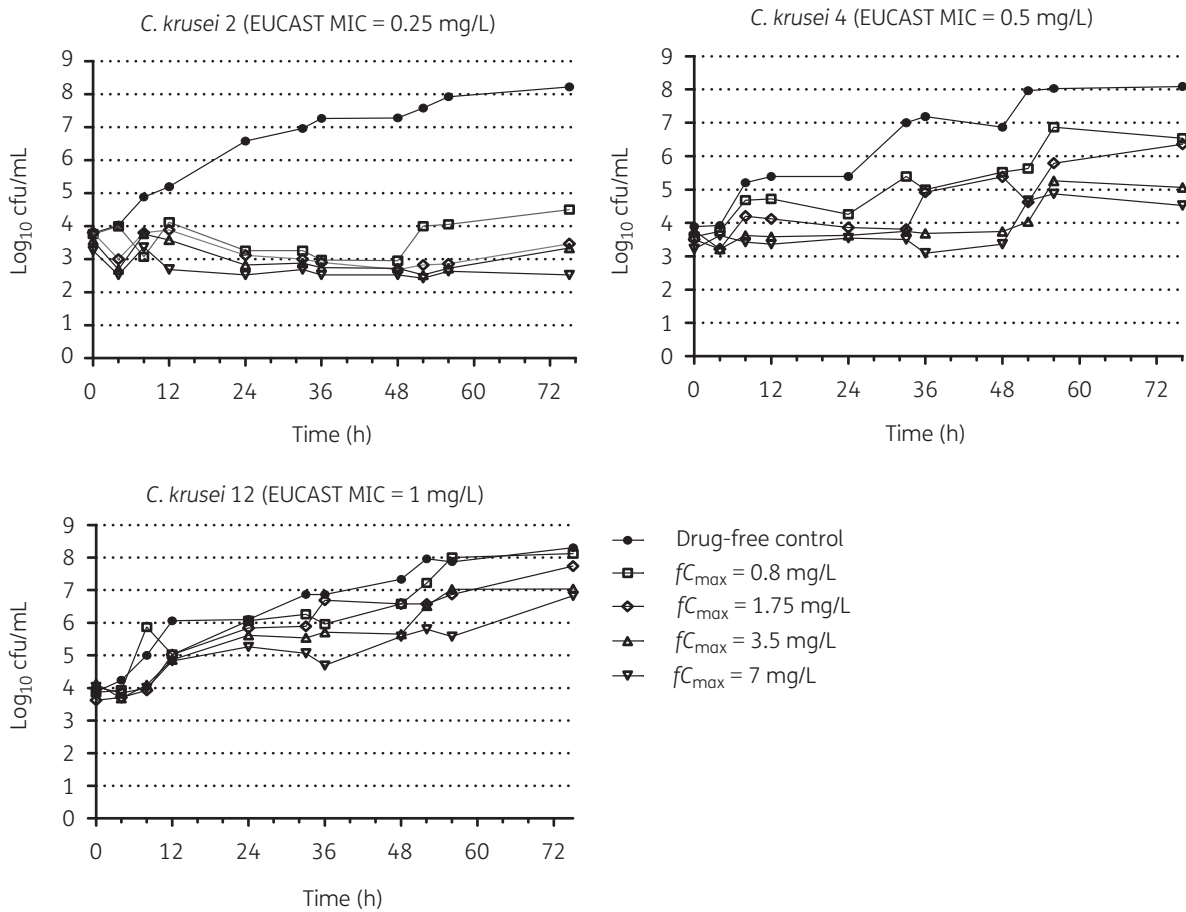 C. krusei 2 (EUCAST MIC = 0.25 mg/L)
9
8
7
6
5
4
3
2
1
0
Log10 cfu/mL
0 12 24 36 48 60 72
Time (h)
C. krusei 4 (EUCAST MIC = 0.5 mg/L)
9
8
7
6
5
4
3
2
1
0
Log10 cfu/mL
0 12 24 36 48 60 72
Time (h)
C. krusei 12 (EUCAST MIC = 1 mg/L)
9
8
7
6
5
4
3
2
1
0
Log10 cfu/mL
0 12 24 36 48 60 72
Time (h)
Drug-free control
fCmax = 0.8 mg/L
fCmax = 1.75 mg/L
fCmax = 3.5 mg/L
fCmax = 7 mg/L